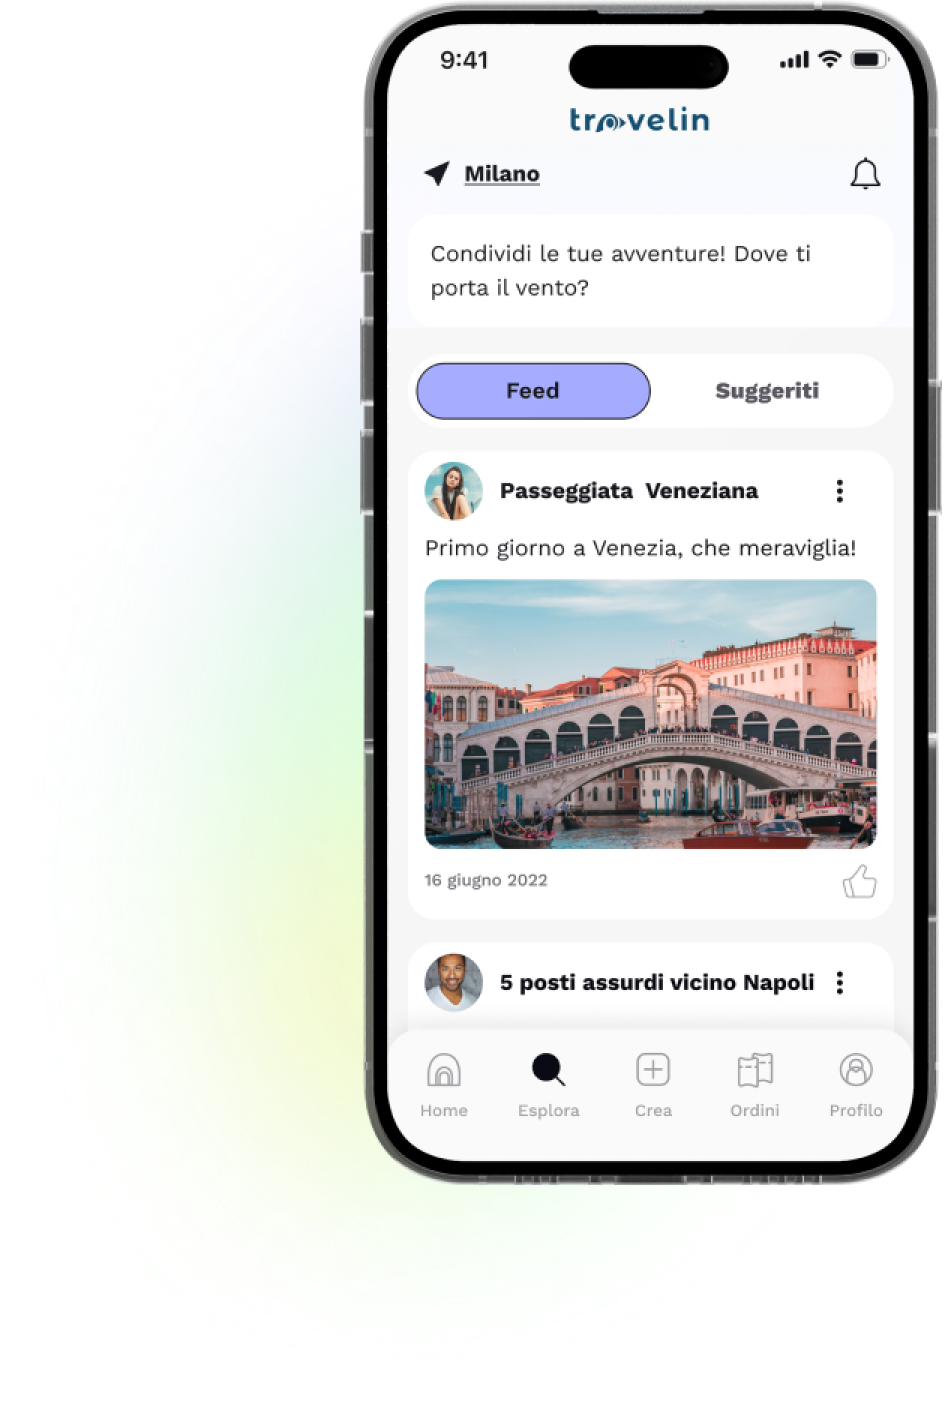 9:41
travelin
Milano
Condividi le tue avventure! Dove ti
porta il vento?
Feed
Suggeriti
Passeggiata Veneziana
Primo giorno a Venezia, che meraviglia!
16 giugno 2022
5 posti assurdi vicino Napoli
Home
Esplora
Crea
Ordini
Profilo